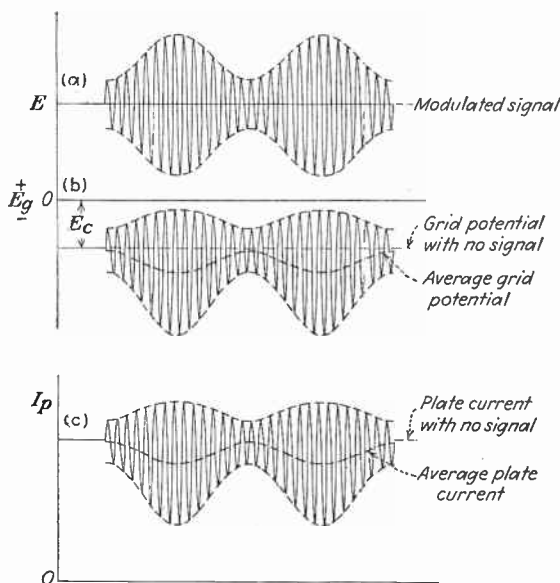 (a)
E
Modulated signal
(b)
+
Eg 0
-
Ec
Grid potential
with no signal
Average grid
potential
Ip
(c)
Plate current
with no signal
Average plate
current
0